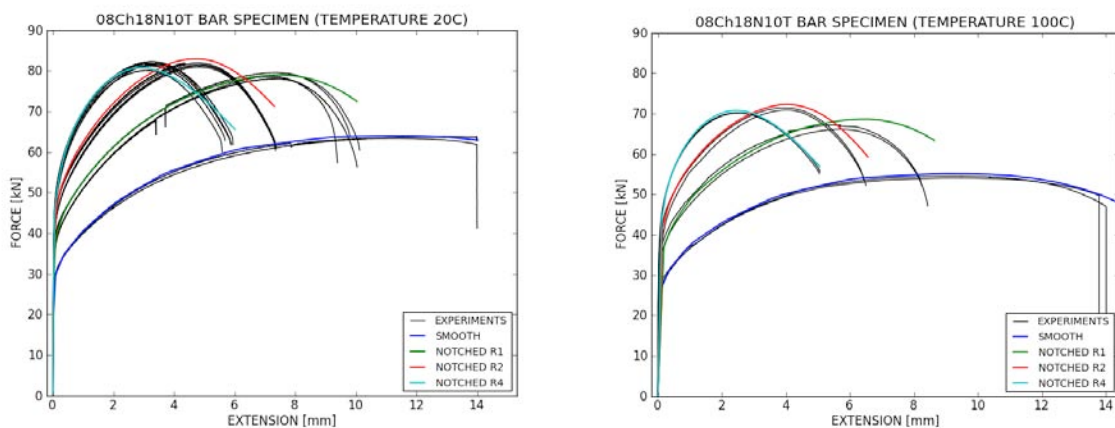 08Ch18N10T BAR SPECIMEN (TEMPERATURE 20C)
90
80
70
60
50
40
30
20
10
0
FORCE [kN]
0 2 4 6 8 10 12 14
EXTENSION [mm]
EXPERIMENTS
SMOOTH
NOTCHED R1
NOTCHED R2
NOTCHED R4
08Ch18N10T BAR SPECIMEN (TEMPERATURE 100C)
90
80
70
60
50
40
30
20
10
0
FORCE [kN]
0 2 4 6 8 10 12 14
EXTENSION [mm]
EXPERIMENTS
SMOOTH
NOTCHED R1
NOTCHED R2
NOTCHED R4